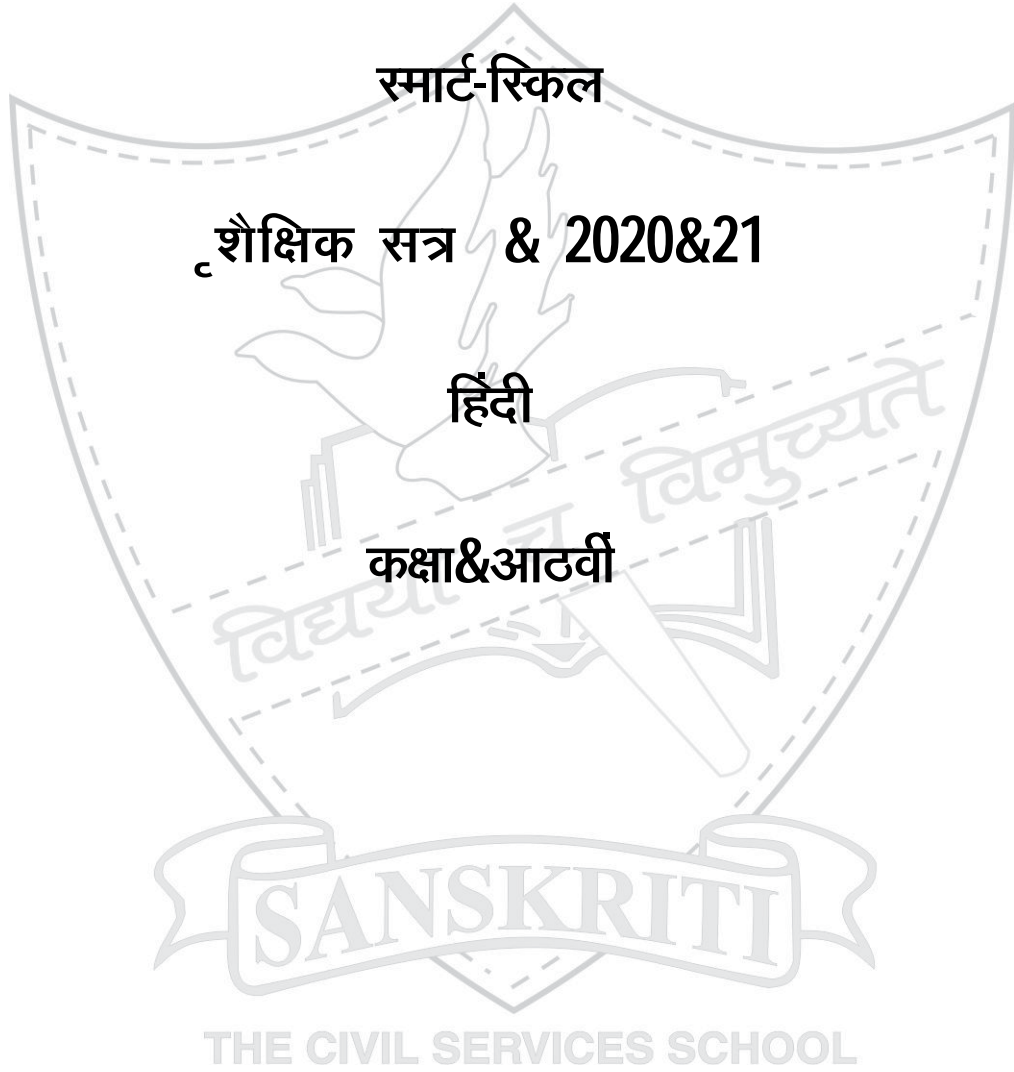 स्मार्ट-स्किल
ृशैक्षिक सत्र & 2020&21
हिंदी
कक्षा&आठवीं
विद्यया च विमुच्यते
SANSKRITI
THE CIVIL SERVICES SCHOOL